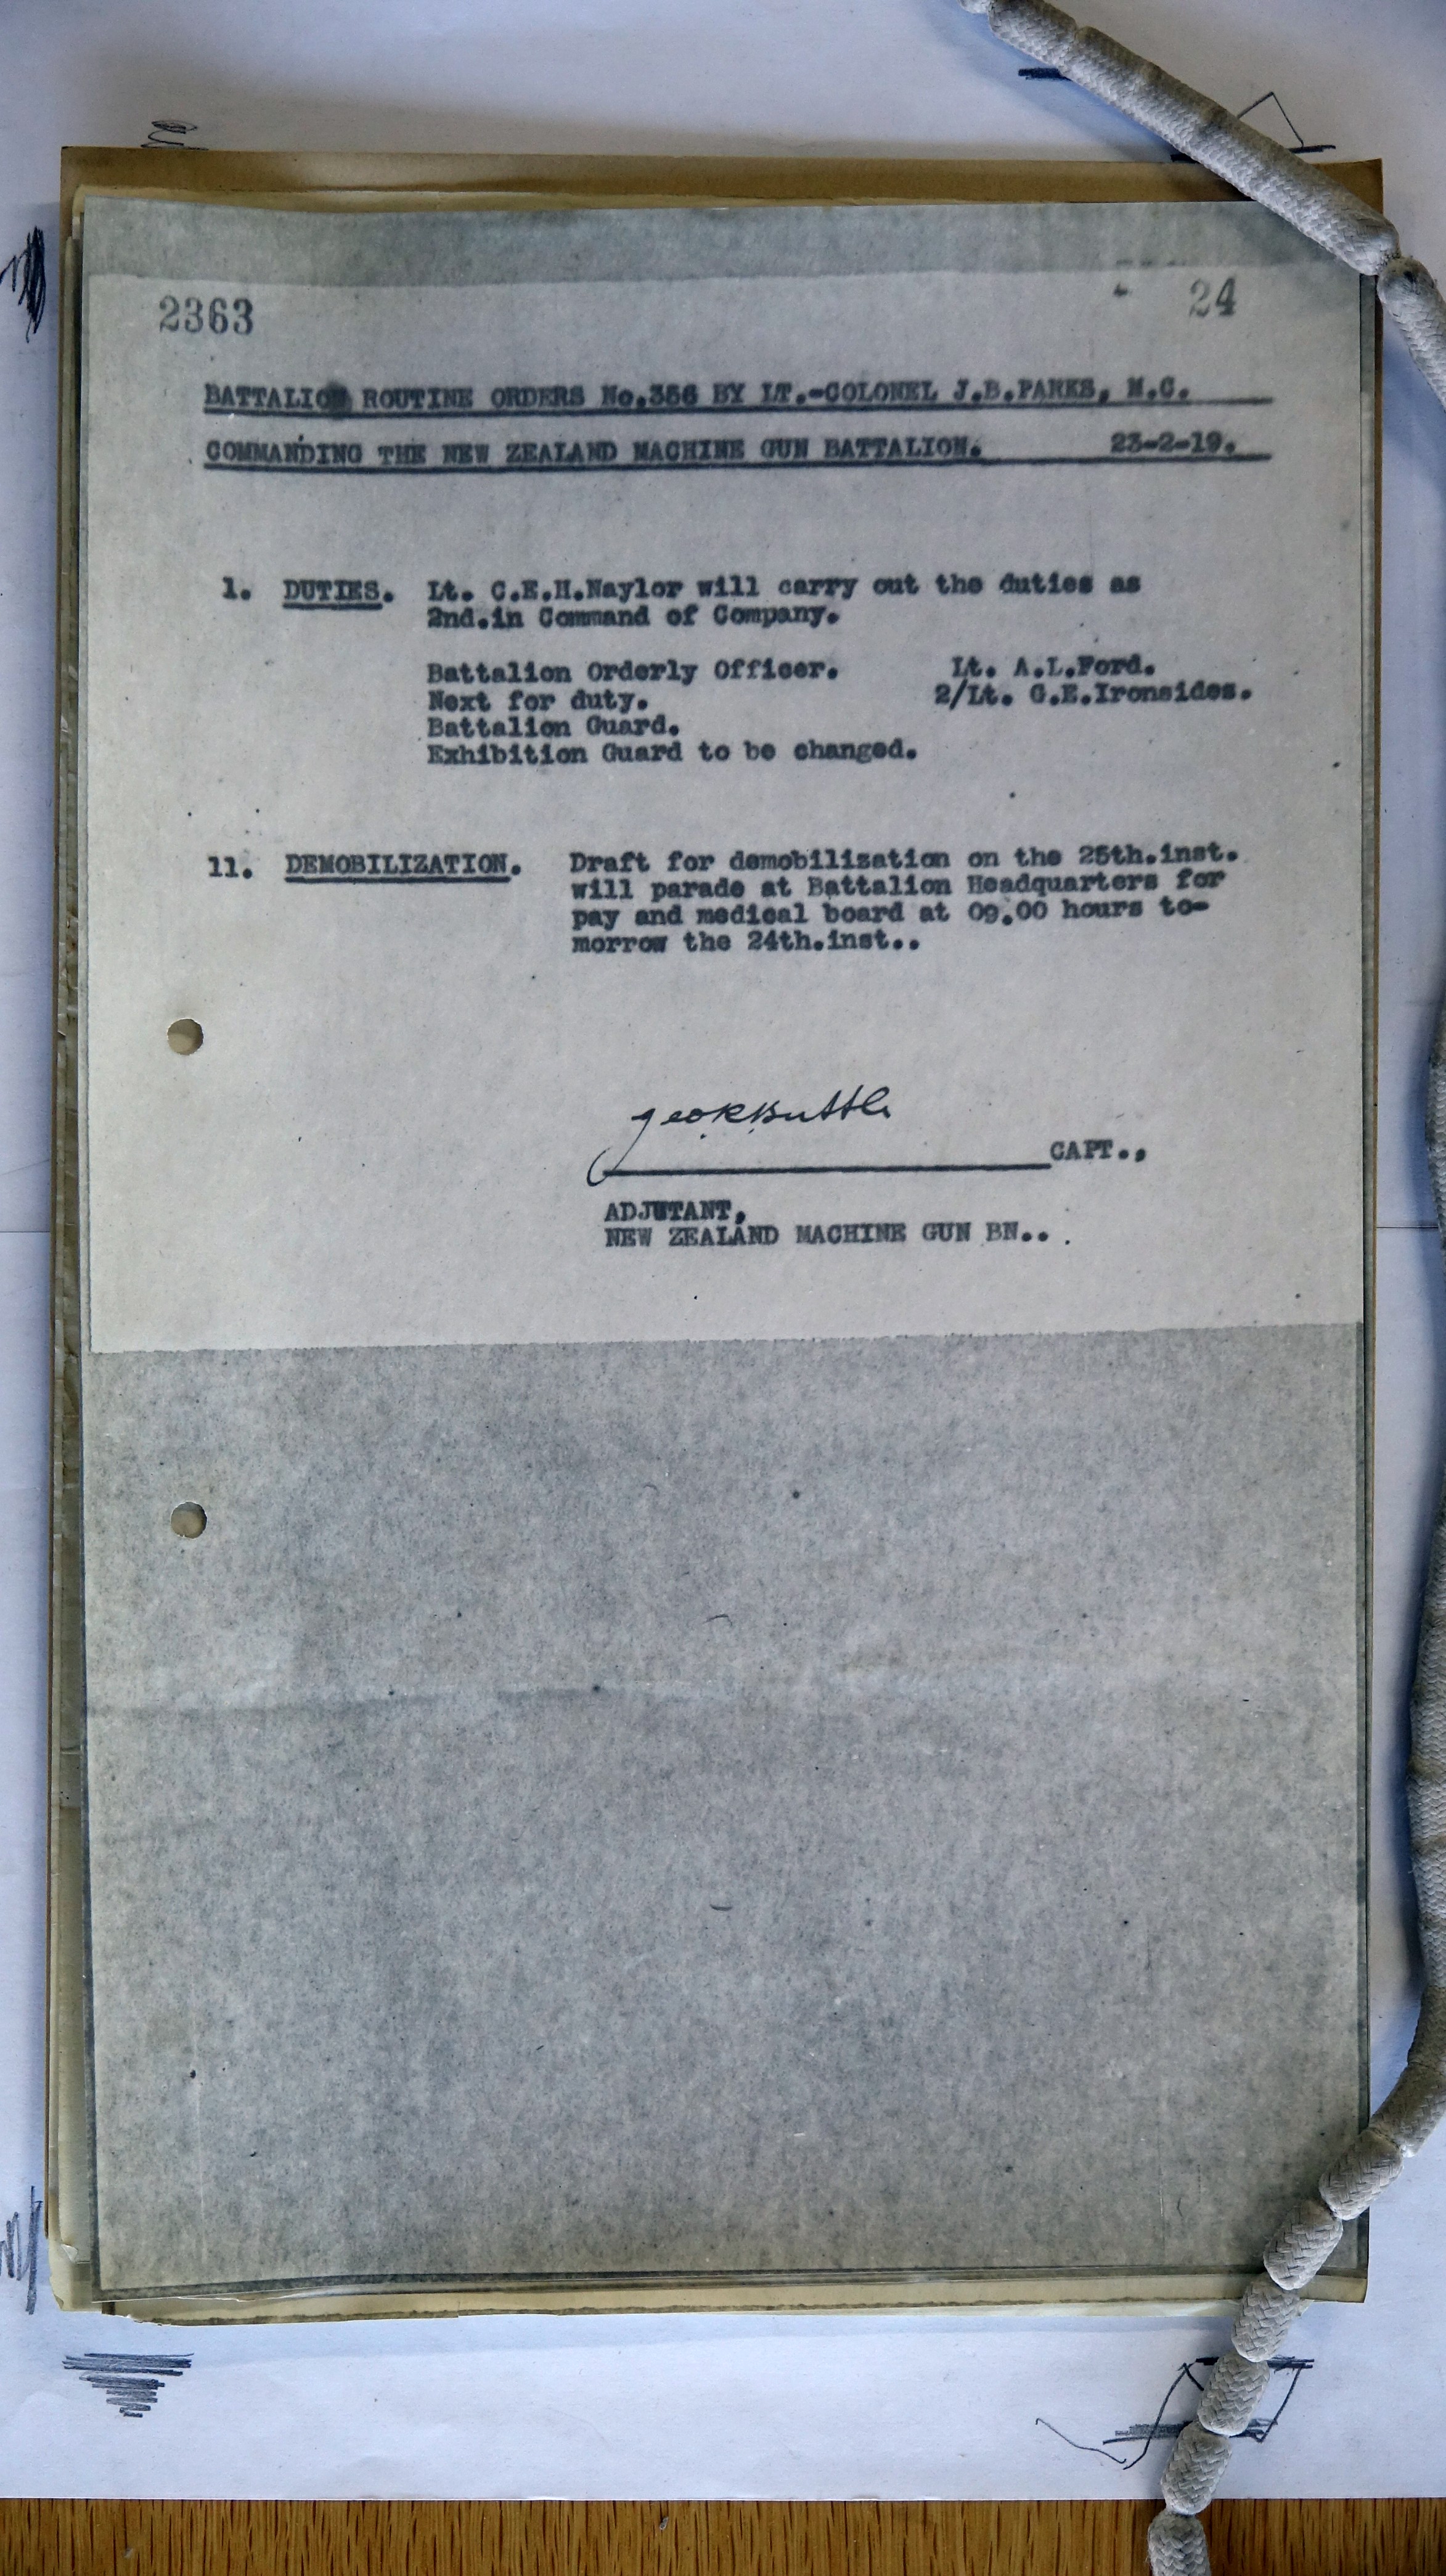 2363
24
BATTALION ROUTINE ORDERS No.356 BY LT.-COLONEL J.B.PARKS, M.C.
COMMANDING THE NEW ZEALAND MACHINE GUN BATTALION. 23-2-19.
1. DUTIES. Lt. C.E.H.Naylor will carry out the duties as
2nd.in Command of Company.
Battalion Orderly Officer. Lt. A.L.Ford.
Next for duty. 2/Lt. G.E.Ironsides.
Battalion Guard.
Exhibition Guard to be changed.
11. DEMOBILIZATION. Draft for demobilization on the 25th.inst.
will parade at Battalion Headquarters for
pay and medical board at 09.00 hours to-
morrow the 24th.inst..
GeoRButtle
CAPT.,
ADJUTANT,
NEW ZEALAND MACHINE GUN BN...